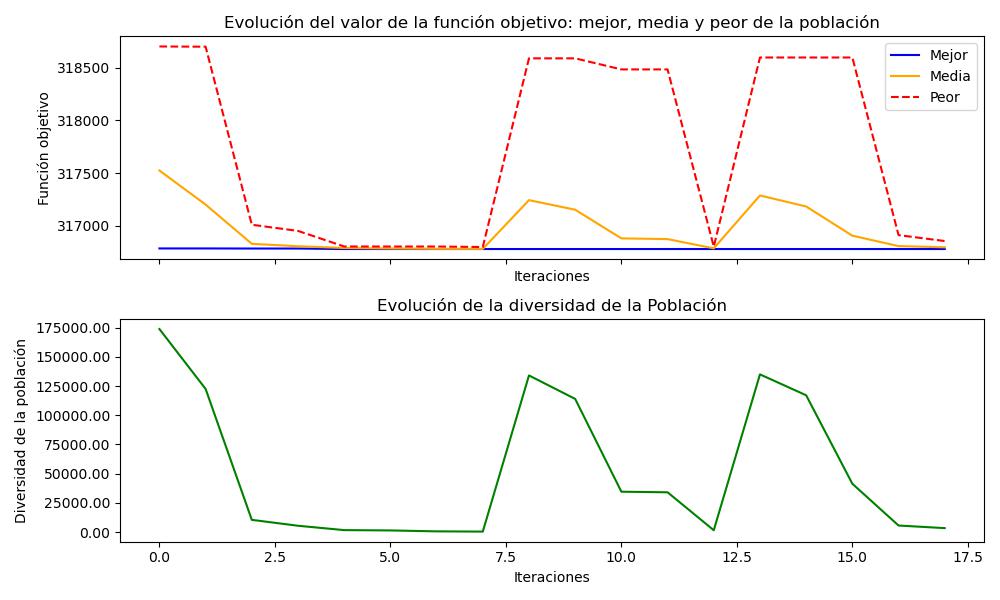 Evolución del valor de la función objetivo: mejor, media y peor de la población
Función objetivo
318500
318000
317500
317000
Mejor
Media
Peor
Iteraciones
Evolución de la diversidad de la Población
Diversidad de la población
175000.00
150000.00
125000.00
100000.00
75000.00
50000.00
25000.00
0.00
0.0 2.5 5.0 7.5 10.0 12.5 15.0 17.5
Iteraciones